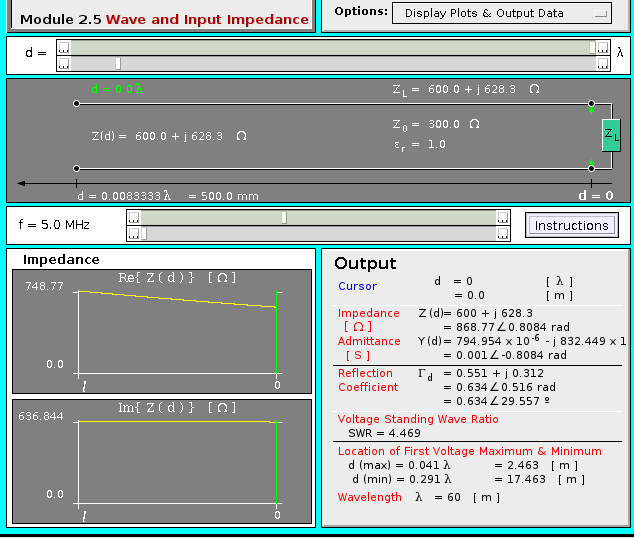 Module 2.5 Wave and Input Impedance
Options: Display Plots & Output Data
d = λ
d = 0.0 λ
Z L = 600.0 + j 628.3 Ω
Z(d) = 600.0 + j 628.3 Ω
Z 0 = 300.0 Ω
ε r = 1.0
Z L
d = 0.0083333 λ = 500.0 mm
d = 0
f = 5.0 MHz
Instructions
Impedance
Re{ Z ( d ) } [ Ω ]
748.77
0.0
l 0
Im{ Z ( d ) } [ Ω ]
636.844
0.0
l 0
Output
Cursor d = 0 [ λ ]
= 0.0 [ m ]
Impedance Z (d)= 600 + j 628.3
[ Ω ] = 868.77∠0.8084 rad
Admittance Y (d)= 794.954 x 10 -6 - j 832.449 x 1
[ S ] = 0.001∠-0.8084 rad
Reflection Γ d = 0.551 + j 0.312
Coefficient = 0.634∠0.516 rad
= 0.634∠29.557 º
Voltage Standing Wave Ratio
SWR = 4.469
Location of First Voltage Maximum & Minimum
d (max) = 0.041 λ = 2.463 [ m ]
d (min) = 0.291 λ = 17.463 [ m ]
Wavelength λ = 60 [ m ]